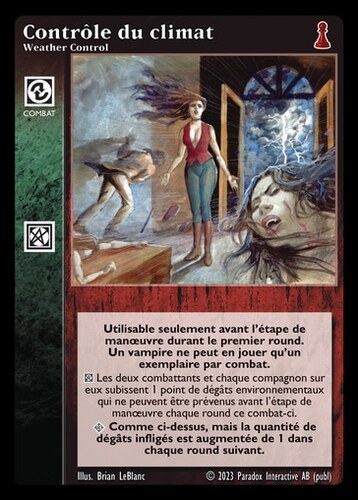 Contrôle du climat
Weather Control
COMBAT
Utilisable seulement avant l'étape de
manœuvre durant le premier round.
Un vampire ne peut en jouer qu'un
exemplaire par combat.
Les deux combattants et chaque compagnon sur
eux subissent 1 point de dégâts environnementaux
qui ne peuvent être prévenus avant l'étape de
manœuvre chaque round ce combat-ci.
Comme ci-dessus, mais la quantité de
dégâts infligés est augmentée de 1 dans
chaque round suivant.
Illus. Brian LeBlanc © 2023 Paradox Interactive AB (publ)